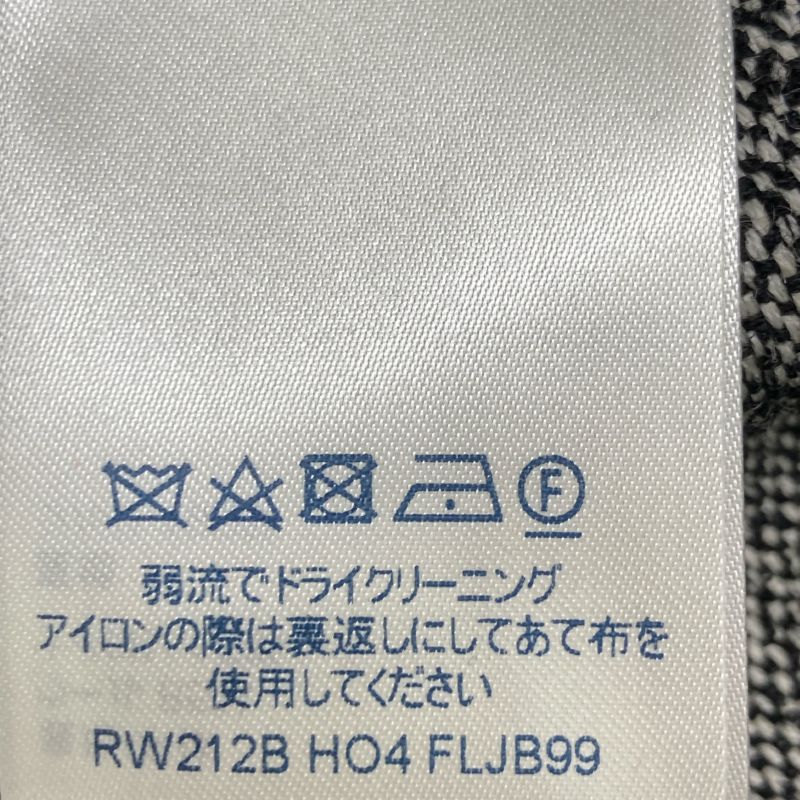 F
弱流でドライクリーニング
アイロンの際は裏返しにしてあて布を
使用してください
RW212B HO4 FLJB99